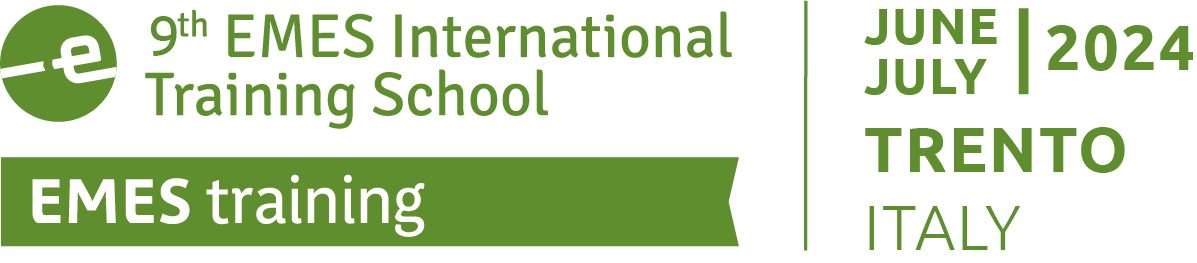 e
9th EMES International
Training School
EMES training
JUNE
JULY
2024
TRENTO
ITALY